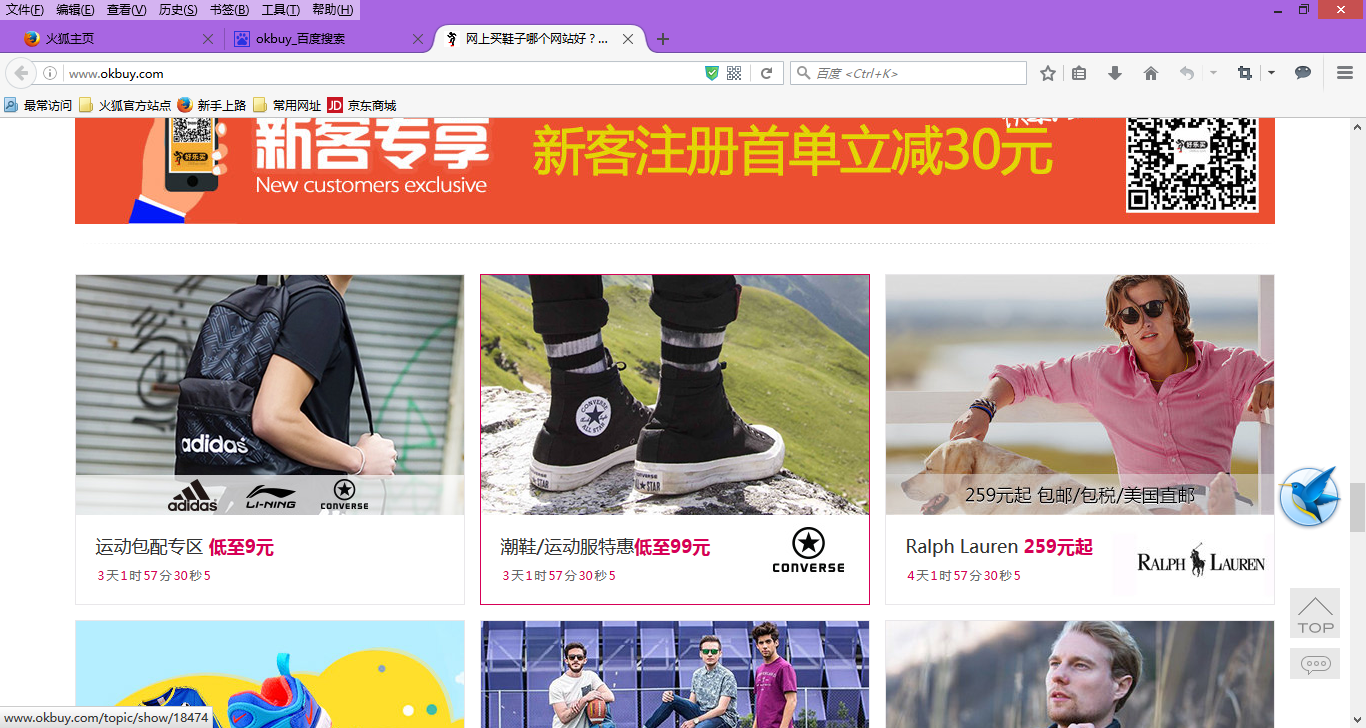 文件(F) 编辑(E) 查看(V) 历史(S) 书签(B) 工具(T) 帮助(H)
火狐主页
okbuy_百度搜索
网上买鞋子哪个网站好？...
www.okbuy.com
百度 <Ctrl+K>
最常访问 火狐官方站点 新手上路 常用网址 JD 京东商城
新客专享
New customers exclusive
新客注册首单立减30元
好乐买
好乐买
adidas
adidas LI-NING CONVERSE
运动包配专区 低至9元
3天1时57分30秒5
CONVERSE
ALL STAR
STAR
STAR
潮鞋/运动服特惠低至99元
3天1时57分30秒5
CONVERSE
259元起 包邮/包税/美国直邮
Ralph Lauren 259元起
4天1时57分30秒5
RALPH LAUREN
TOP
www.okbuy.com/topic/show/18474